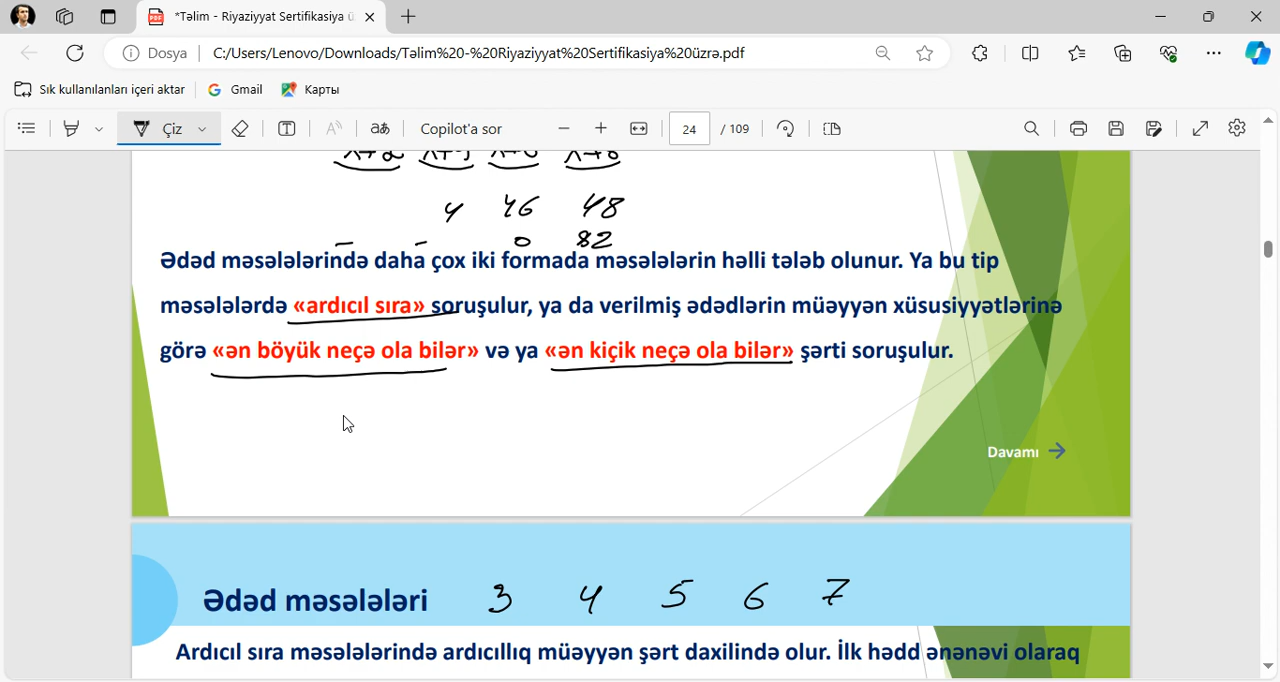 *Təlim - Riyaziyyat Sertifikasiya ü
Dosya
C:/Users/Lenovo/Downloads/Təlim%20-%20Riyaziyyat%20Sertifikasiya%20üzrə.pdf
Sık kullanılanları içeri aktar Gmail Карты
Çiz
Copilot'a sor
24 / 109
4 46 48
0 82
Ədəd məsələlərində daha çox iki formada məsələlərin həlli tələb olunur. Ya bu tip
məsələlərdə «ardıcıl sıra» soruşulur, ya da verilmiş ədədlərin müəyyən xüsusiyyətlərinə
görə «ən böyük neçə ola bilər» və ya «ən kiçik neçə ola bilər» şərti soruşulur.
Davamı
Ədəd məsələləri 3 4 5 6 7
Ardıcıl sıra məsələlərində ardıcıllıq müəyyən şərt daxilində olur. İlk hədd ənənəvi olaraq